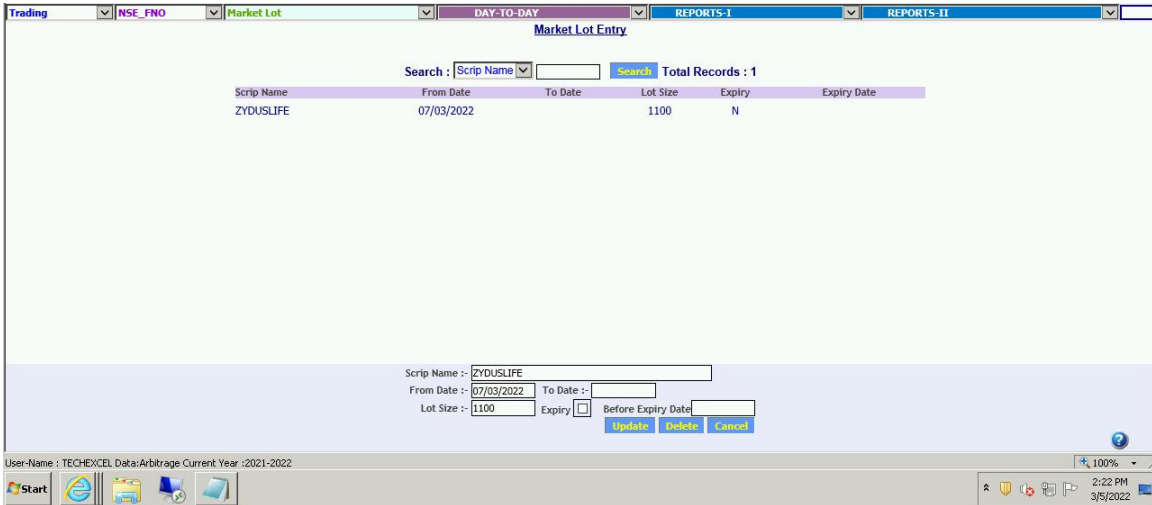 Trading NSE_FNO Market Lot DAY-TO-DAY REPORTS-I REPORTS-II
Market Lot Entry
Search : Scrip Name Search Total Records : 1
Scrip Name From Date To Date Lot Size Expiry Expiry Date
ZYDUSLIFE 07/03/2022 1100 N
Scrip Name :- ZYDUSLIFE
From Date :- 07/03/2022 To Date :-
Lot Size :- 1100 Expiry Before Expiry Date
Update Delete Cancel
User-Name : TECHEXCEL Data:Arbitrage Current Year :2021-2022 100%
Start 2:22 PM
3/5/2022